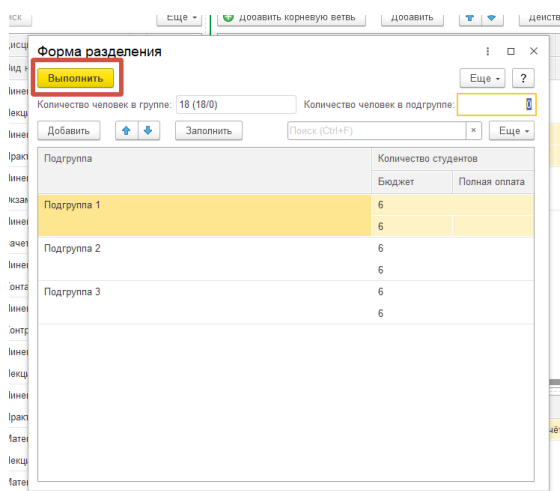 Еще
Добавить корневую ветвь
Добавить
Форма разделения
Выполнить
Еще
?
Количество человек в группе: 18 (18/0)
Количество человек в подгруппе: 0
Добавить
Заполнить
Поиск (Ctrl+F)
×
Еще
Подгруппа
Количество студентов
Бюджет
Полная оплата
Подгруппа 1
6
6
Подгруппа 2
6
6
Подгруппа 3
6
6